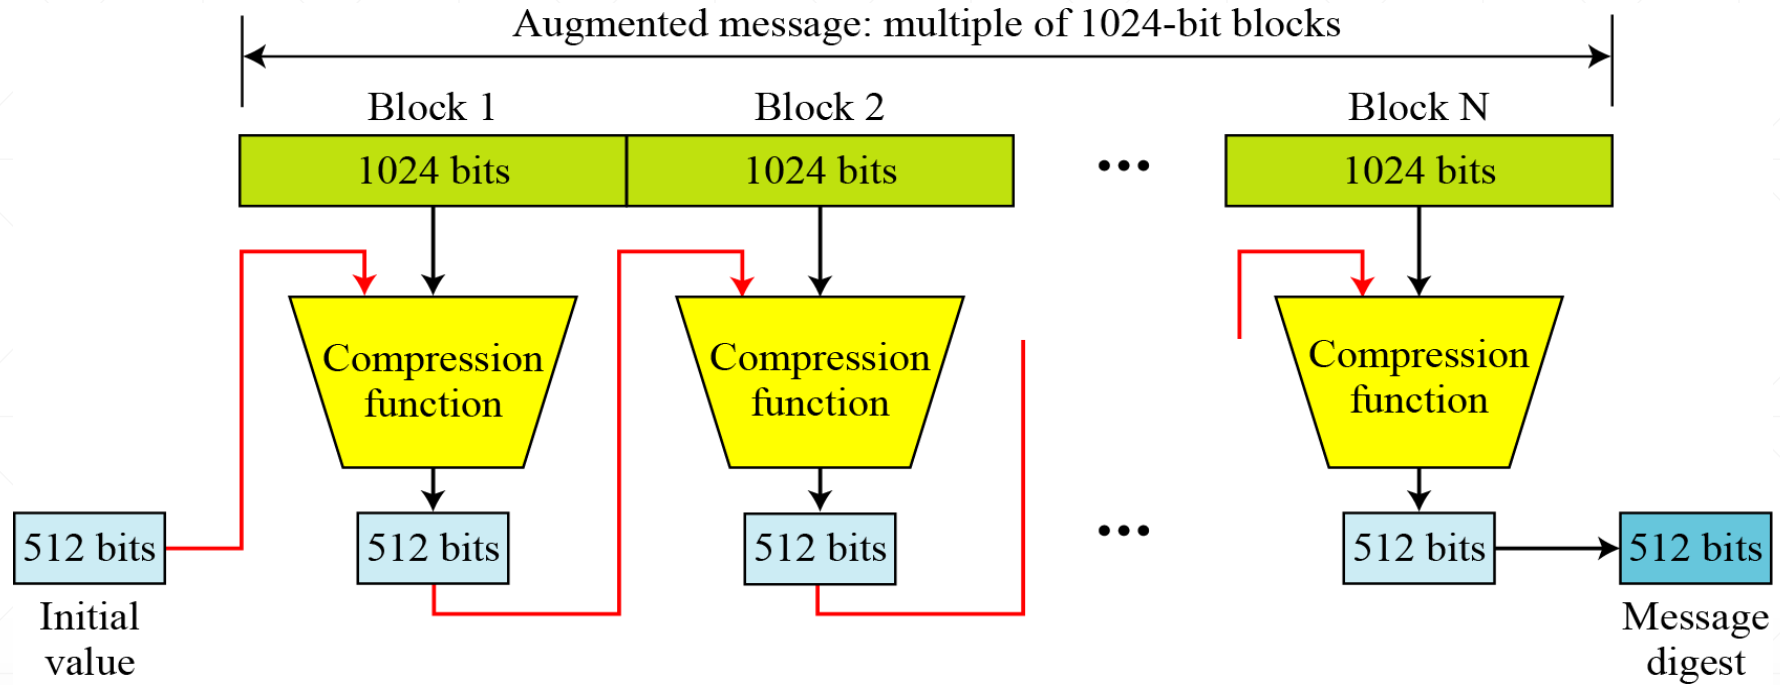 Augmented message: multiple of 1024-bit blocks
Block 1
Block 2
Block N
1024 bits
1024 bits
•••
1024 bits
Compression
function
Compression
function
Compression
function
512 bits
512 bits
512 bits
•••
512 bits
512 bits
Initial
value
Message
digest